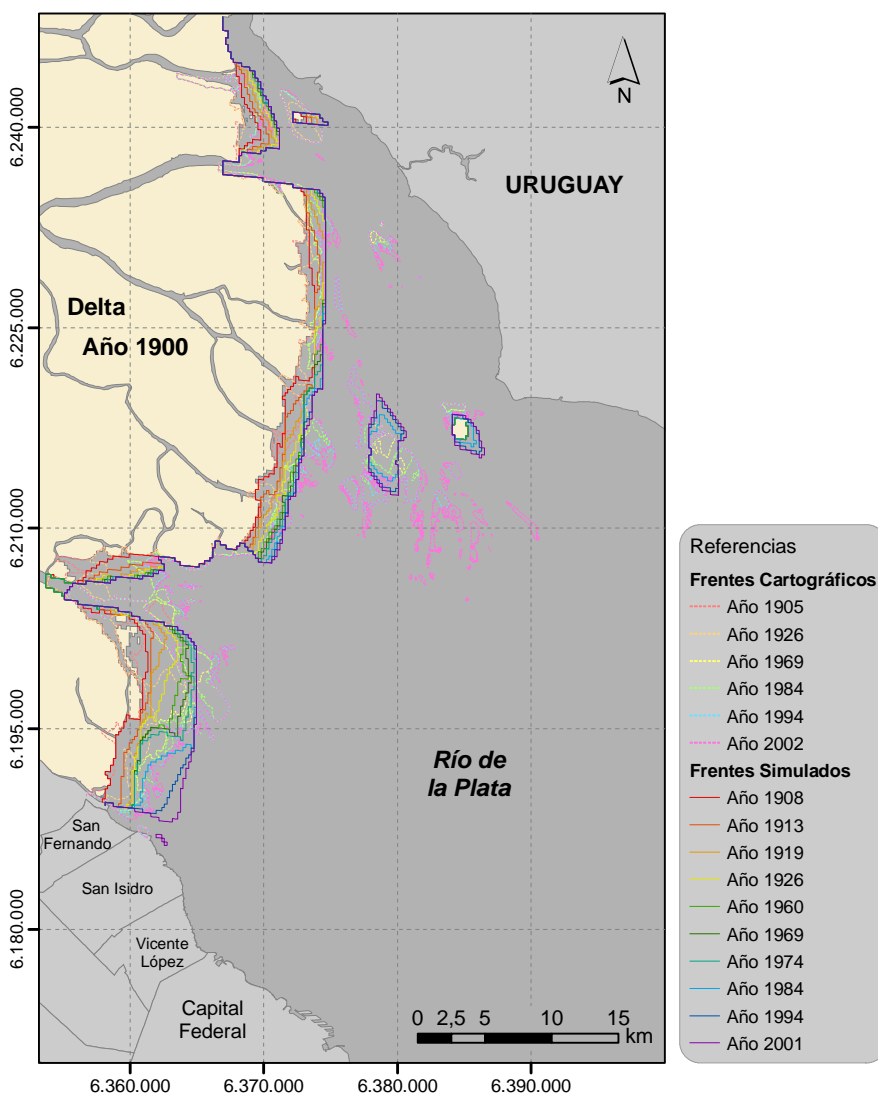 6.240.000
6.225.000
6.210.000
6.195.000
6.180.000
N
URUGUAY
Delta
Año 1900
Río de
la Plata
San
Fernando
San Isidro
Vicente
López
Capital
Federal
0 2,5 5 10 15
km
6.360.000 6.370.000 6.380.000 6.390.000
Referencias
Frentes Cartográficos
Año 1905
Año 1926
Año 1969
Año 1984
Año 1994
Año 2002
Frentes Simulados
Año 1908
Año 1913
Año 1919
Año 1926
Año 1960
Año 1969
Año 1974
Año 1984
Año 1994
Año 2001